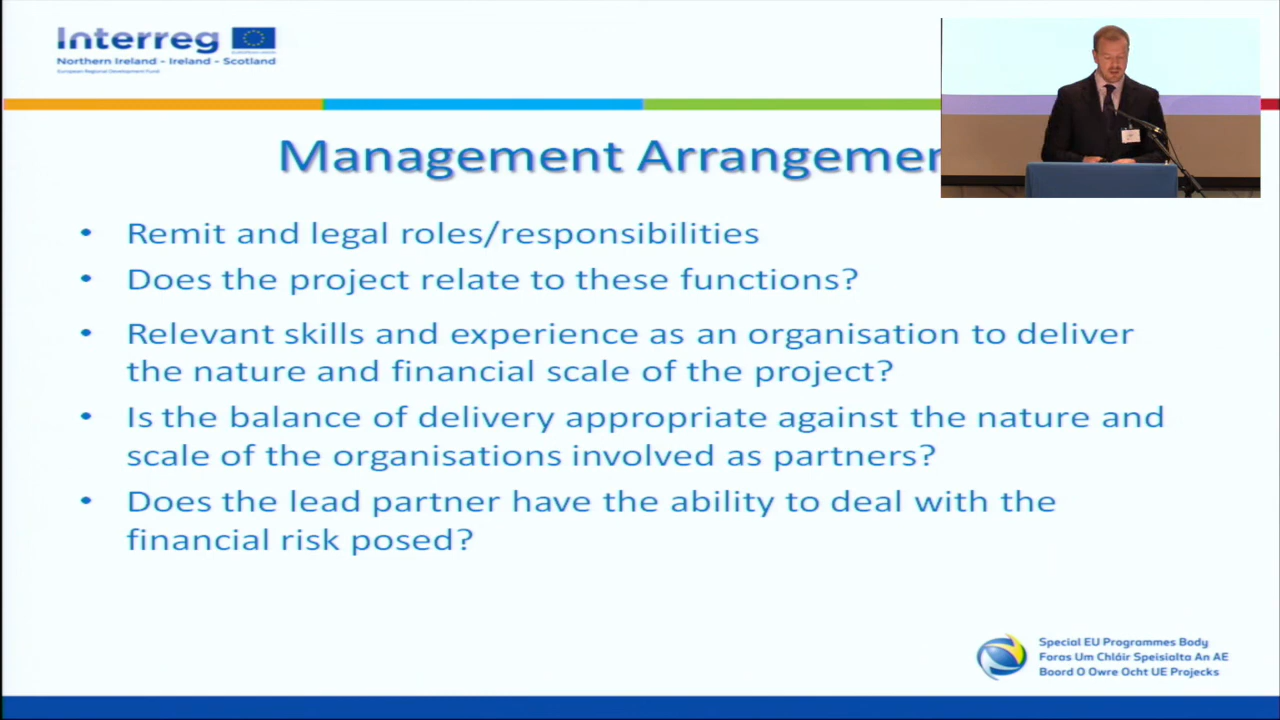 Interreg
Northern Ireland - Ireland - Scotland
European Regional Development Fund
Management Arrangemen
• Remit and legal roles/responsibilities
• Does the project relate to these functions?
• Relevant skills and experience as an organisation to deliver
the nature and financial scale of the project?
• Is the balance of delivery appropriate against the nature and
scale of the organisations involved as partners?
• Does the lead partner have the ability to deal with the
financial risk posed?
Special EU Programmes Body
Foras Um Chláir Speisialta An AE
Boord O Owre Ocht UE Projecks